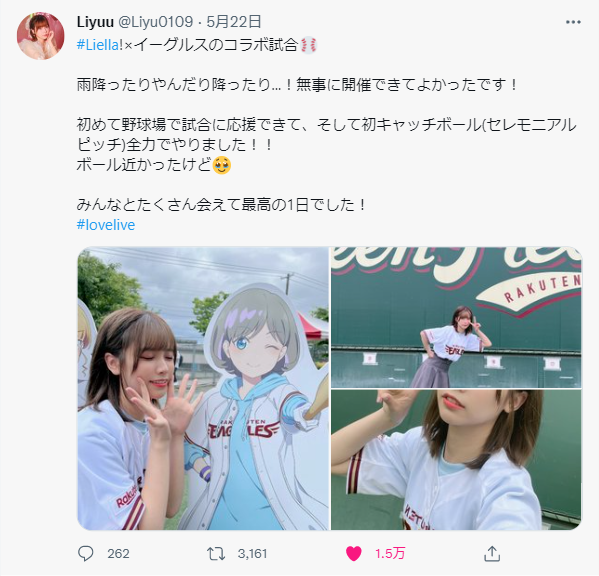 Liyuu @Liyu0109 · 5月22日
#Liella!×イーグルスのコラボ試合⚾
雨降ったりやんだり降ったり...！無事に開催できてよかったです！
初めて野球場で試合に応援できて、そして初キャッチボール(セレモニアル
ピッチ)全力でやりました！！
ボール近かったけど🥹
みんなとたくさん会えて最高の1日でした！
#lovelive
RAKUTEN
EAGLES
Rakuten
RAKUTEN
EAGLES
262
3,161
1.5万